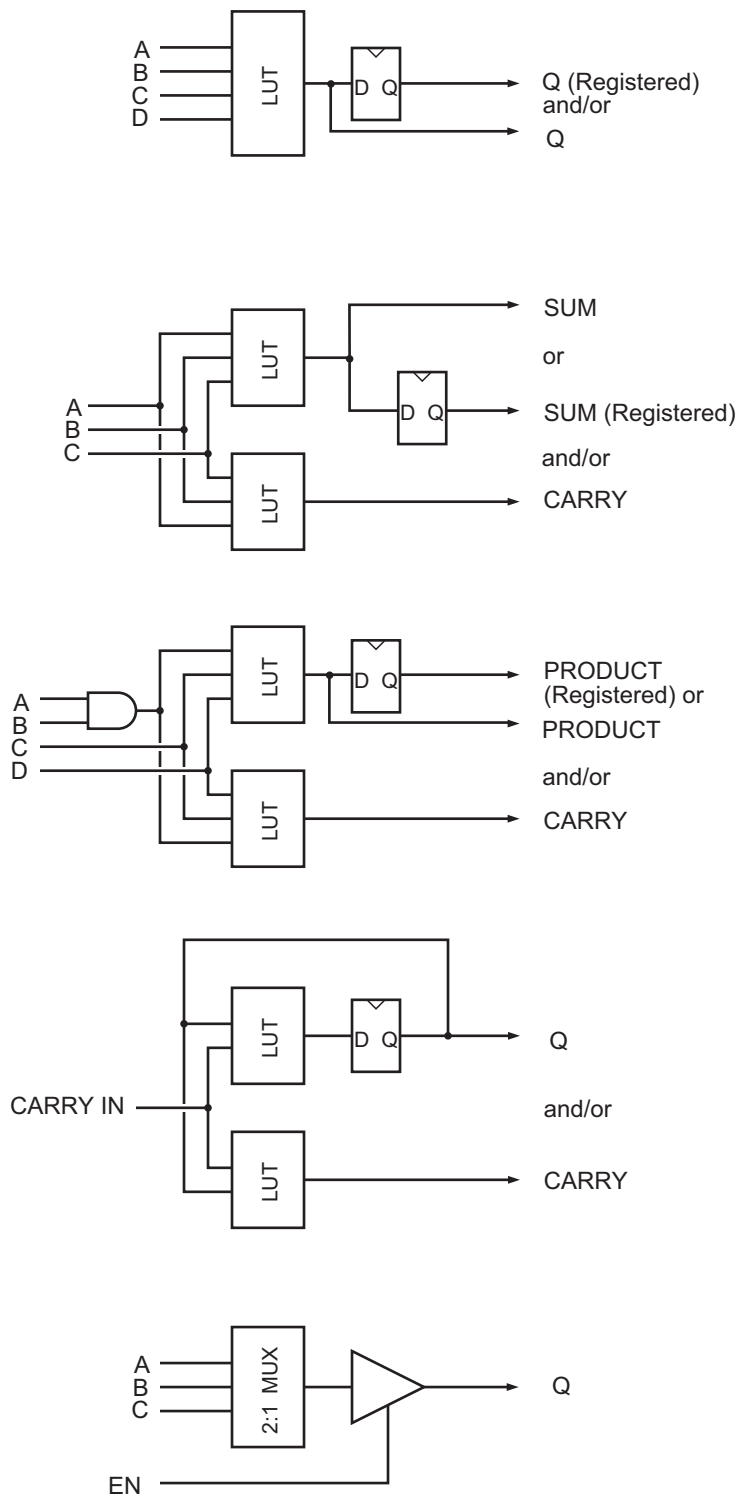 A
B
C
D
LUT
D Q
Q (Registered)
and/or
Q
A
B
C
LUT
LUT
D Q
SUM
or
SUM (Registered)
and/or
CARRY
A
B
C
D
LUT
LUT
D Q
PRODUCT
(Registered) or
PRODUCT
and/or
CARRY
CARRY IN
LUT
LUT
D Q
Q
and/or
CARRY
A
B
C
2:1 MUX
Q
EN